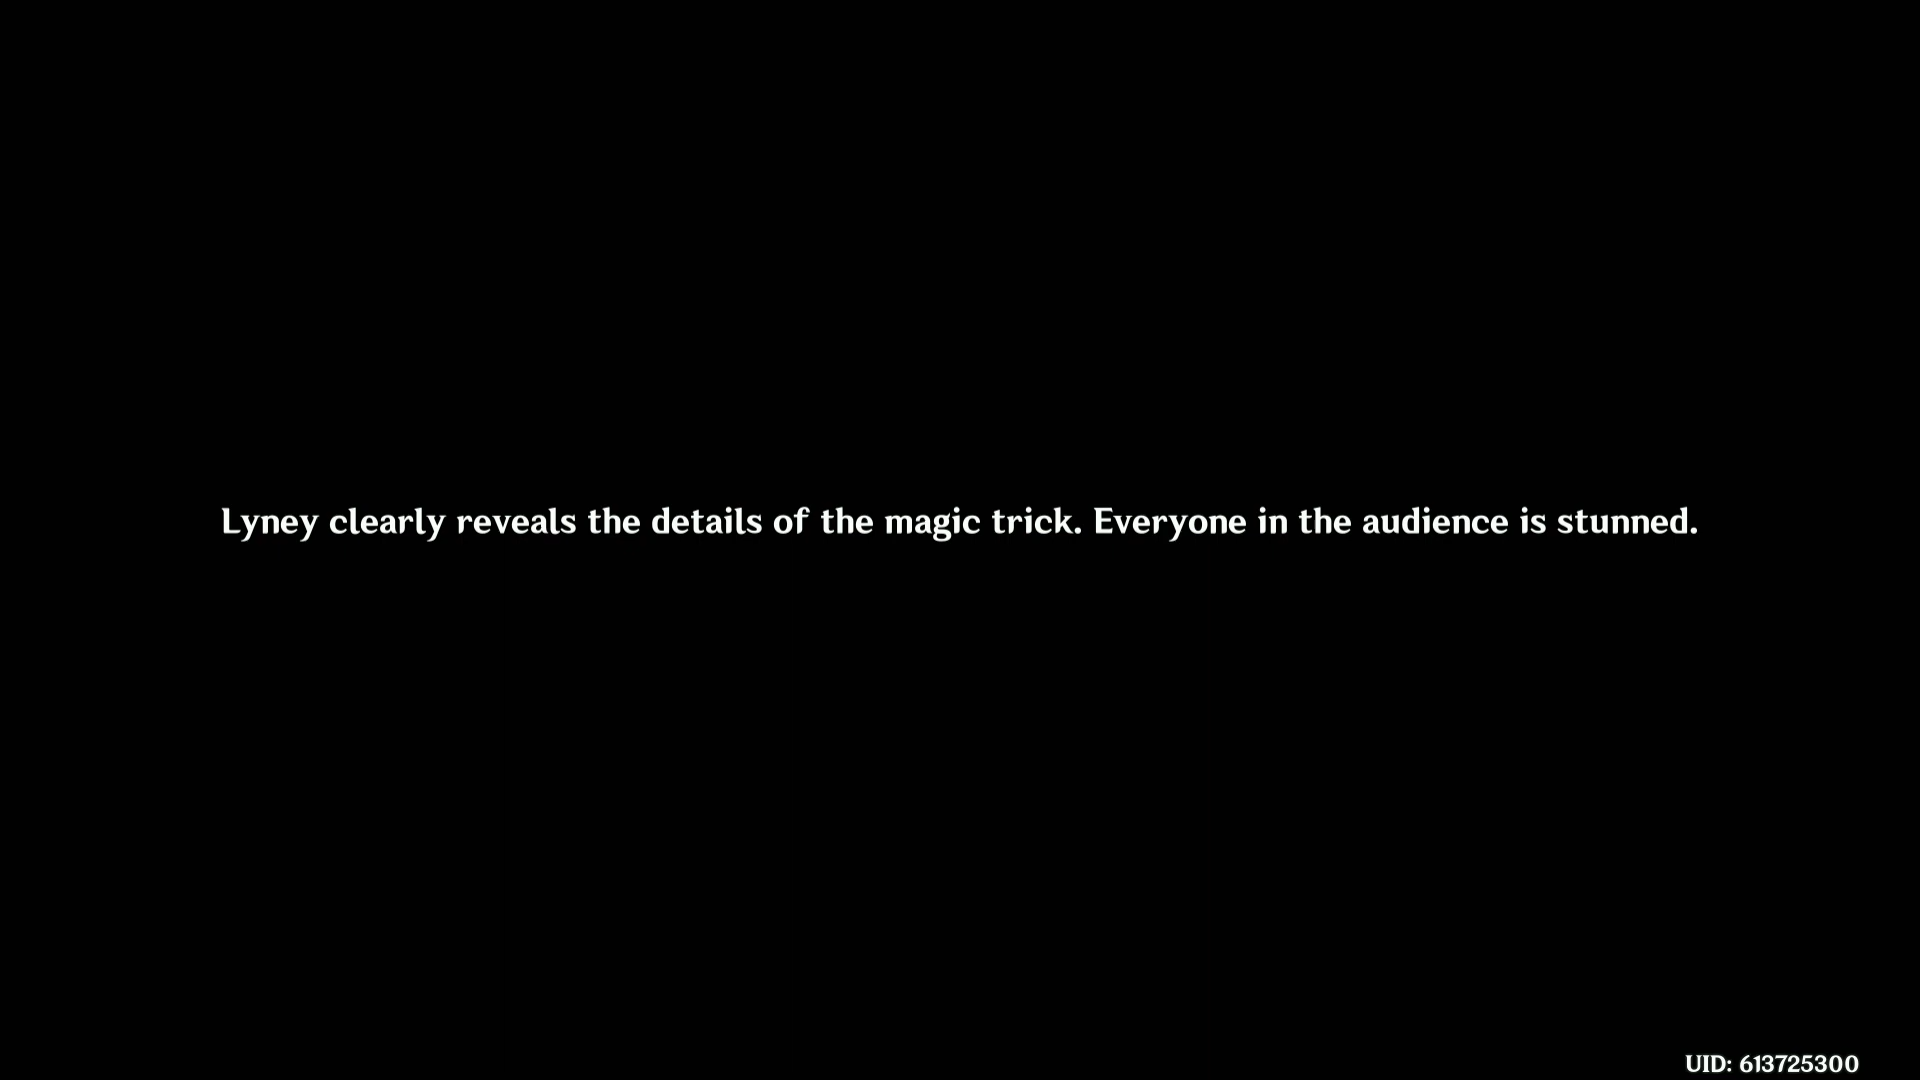 Lyney clearly reveals the details of the magic trick. Everyone in the audience is stunned.
UID: 613725300